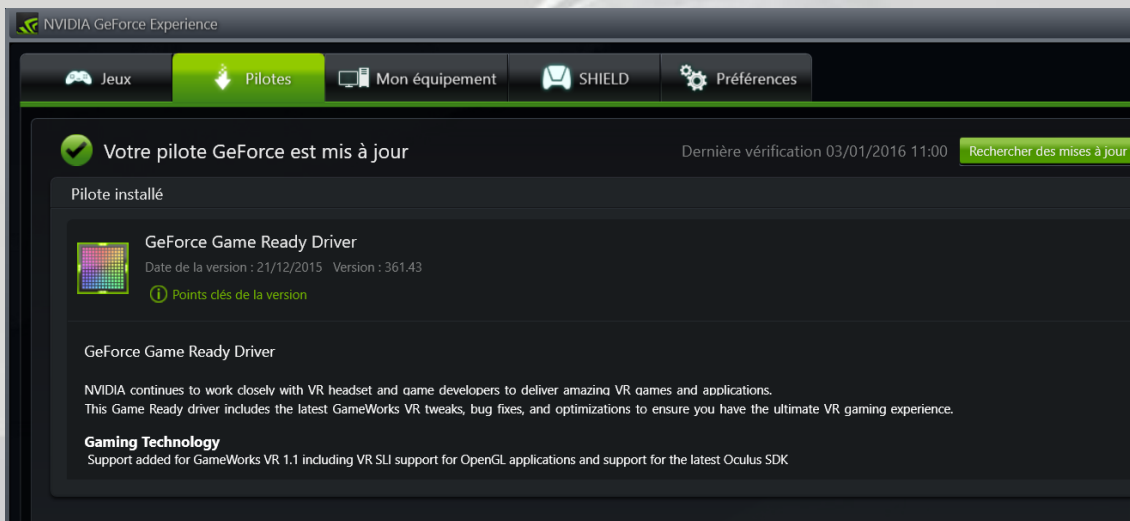 NVIDIA GeForce Experience
Jeux Pilotes Mon équipement SHIELD Préférences
Votre pilote GeForce est mis à jour Dernière vérification 03/01/2016 11:00 Rechercher des mises à jour
Pilote installé
GeForce Game Ready Driver
Date de la version : 21/12/2015 Version : 361.43
Points clés de la version
GeForce Game Ready Driver
NVIDIA continues to work closely with VR headset and game developers to deliver amazing VR games and applications.
This Game Ready driver includes the latest GameWorks VR tweaks, bug fixes, and optimizations to ensure you have the ultimate VR gaming experience.
Gaming Technology
Support added for GameWorks VR 1.1 including VR SLI support for OpenGL applications and support for the latest Oculus SDK